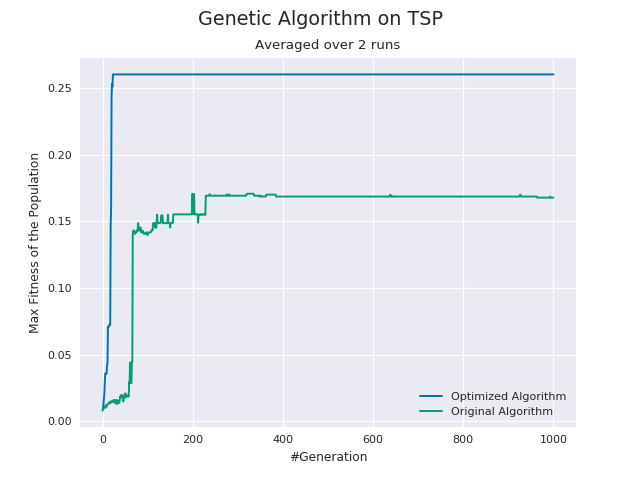 Genetic Algorithm on TSP
Averaged over 2 runs
Max Fitness of the Population
0.25
0.20
0.15
0.10
0.05
0.00
0 200 400 600 800 1000
#Generation
Optimized Algorithm
Original Algorithm